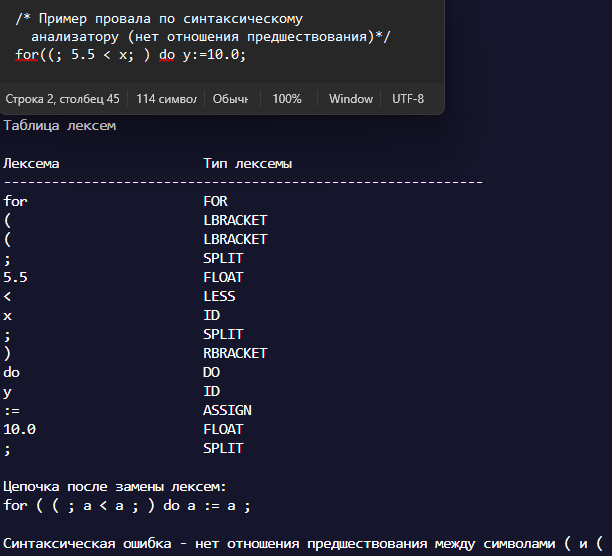 /* Пример провала по синтаксическому
анализатору (нет отношения предшествования)*/
for((; 5.5 < x; ) do y:=10.0;
Строка 2, столбец 45 114 символ Обычн 100% Window UTF-8
Таблица лексем
Лексема Тип лексемы
------------------------------------------------------------
for FOR
( LBRACKET
( LBRACKET
; SPLIT
5.5 FLOAT
< LESS
x ID
; SPLIT
) RBRACKET
do DO
y ID
:= ASSIGN
10.0 FLOAT
; SPLIT
Цепочка после замены лексем:
for ( ( ; a < a ; ) do a := a ;
Синтаксическая ошибка - нет отношения предшествования между символами ( и (